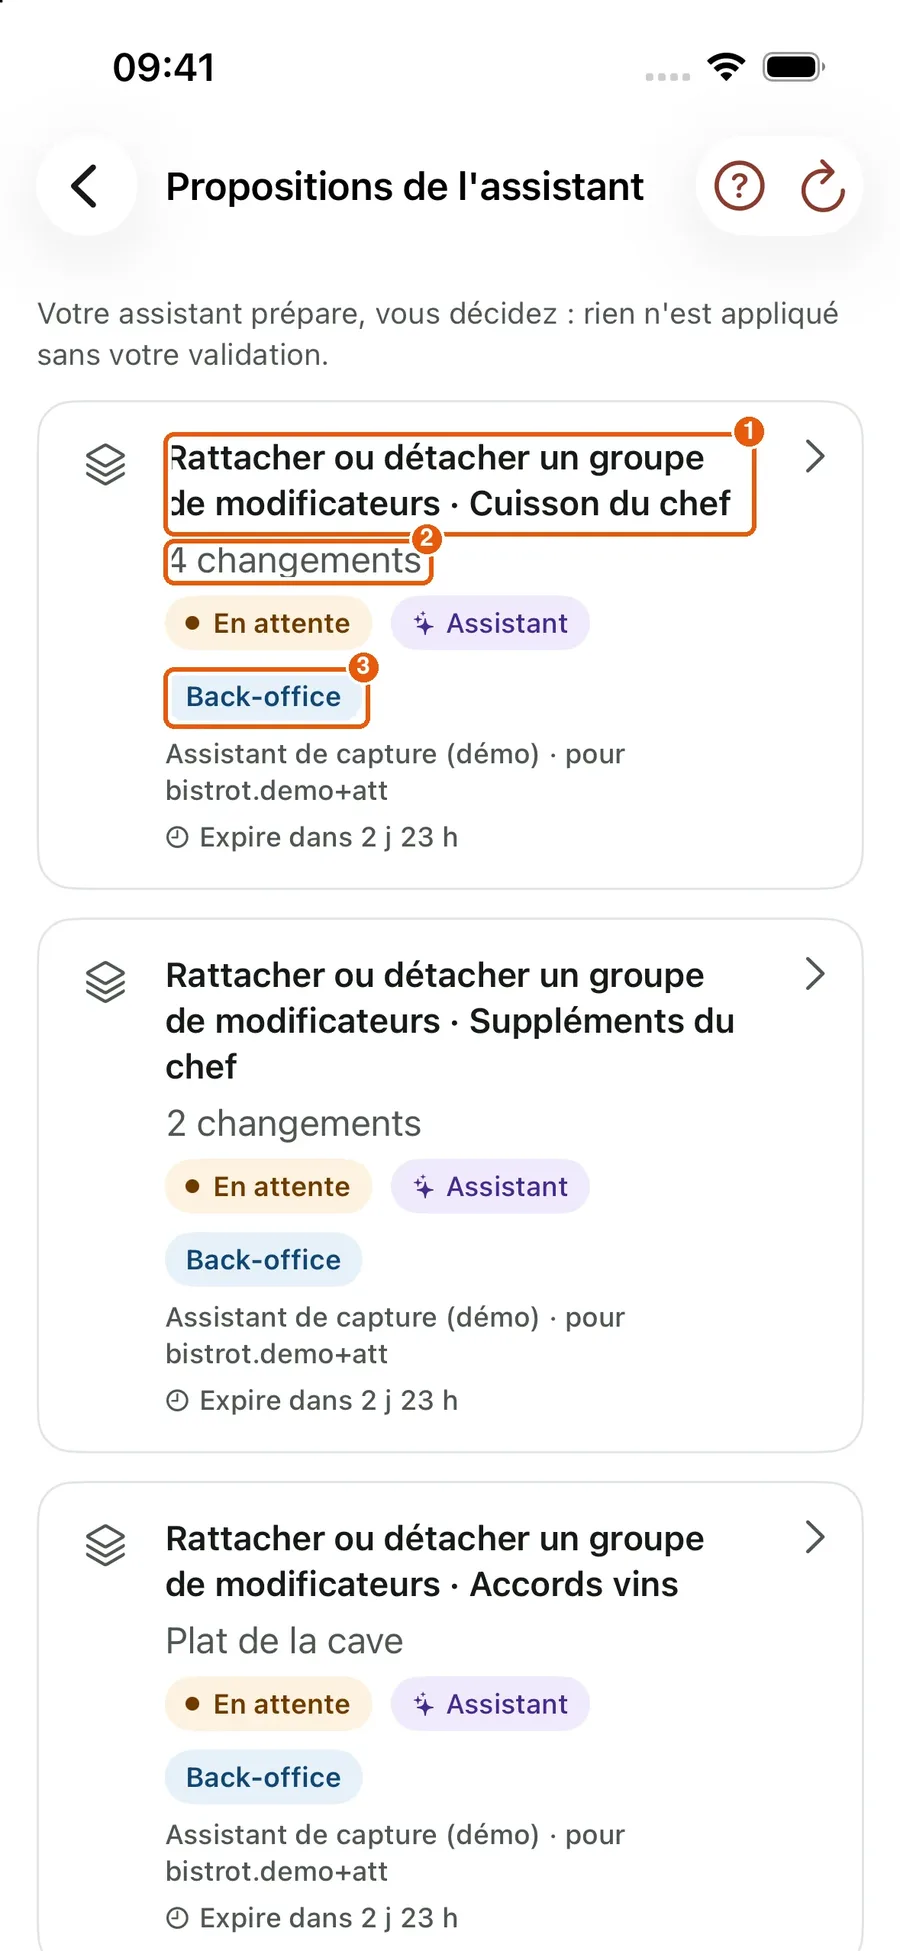 09:41
Propositions de l'assistant
?
Votre assistant prépare, vous décidez : rien n'est appliqué
sans votre validation.
1
Rattacher ou détacher un groupe
de modificateurs · Cuisson du chef
2
4 changements
En attente
Assistant
3
Back-office
Assistant de capture (démo) · pour
bistrot.demo+att
Expire dans 2 j 23 h
Rattacher ou détacher un groupe
de modificateurs · Suppléments du
chef
2 changements
En attente
Assistant
Back-office
Assistant de capture (démo) · pour
bistrot.demo+att
Expire dans 2 j 23 h
Rattacher ou détacher un groupe
de modificateurs · Accords vins
Plat de la cave
En attente
Assistant
Back-office
Assistant de capture (démo) · pour
bistrot.demo+att
Expire dans 2 j 23 h